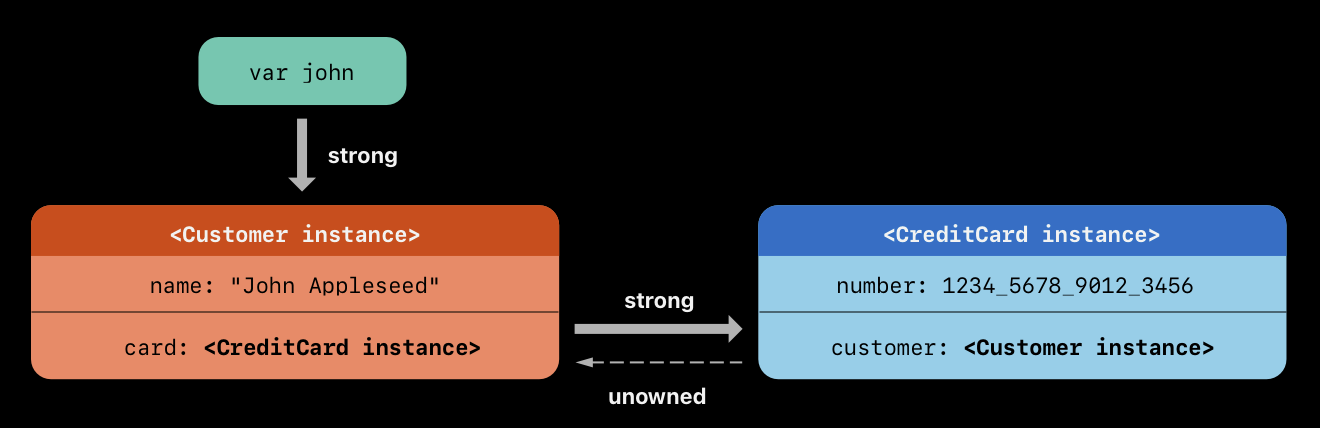 var john
strong
<Customer instance>
name: "John Appleseed"
card: <CreditCard instance>
strong
unowned
<CreditCard instance>
number: 1234_5678_9012_3456
customer: <Customer instance>